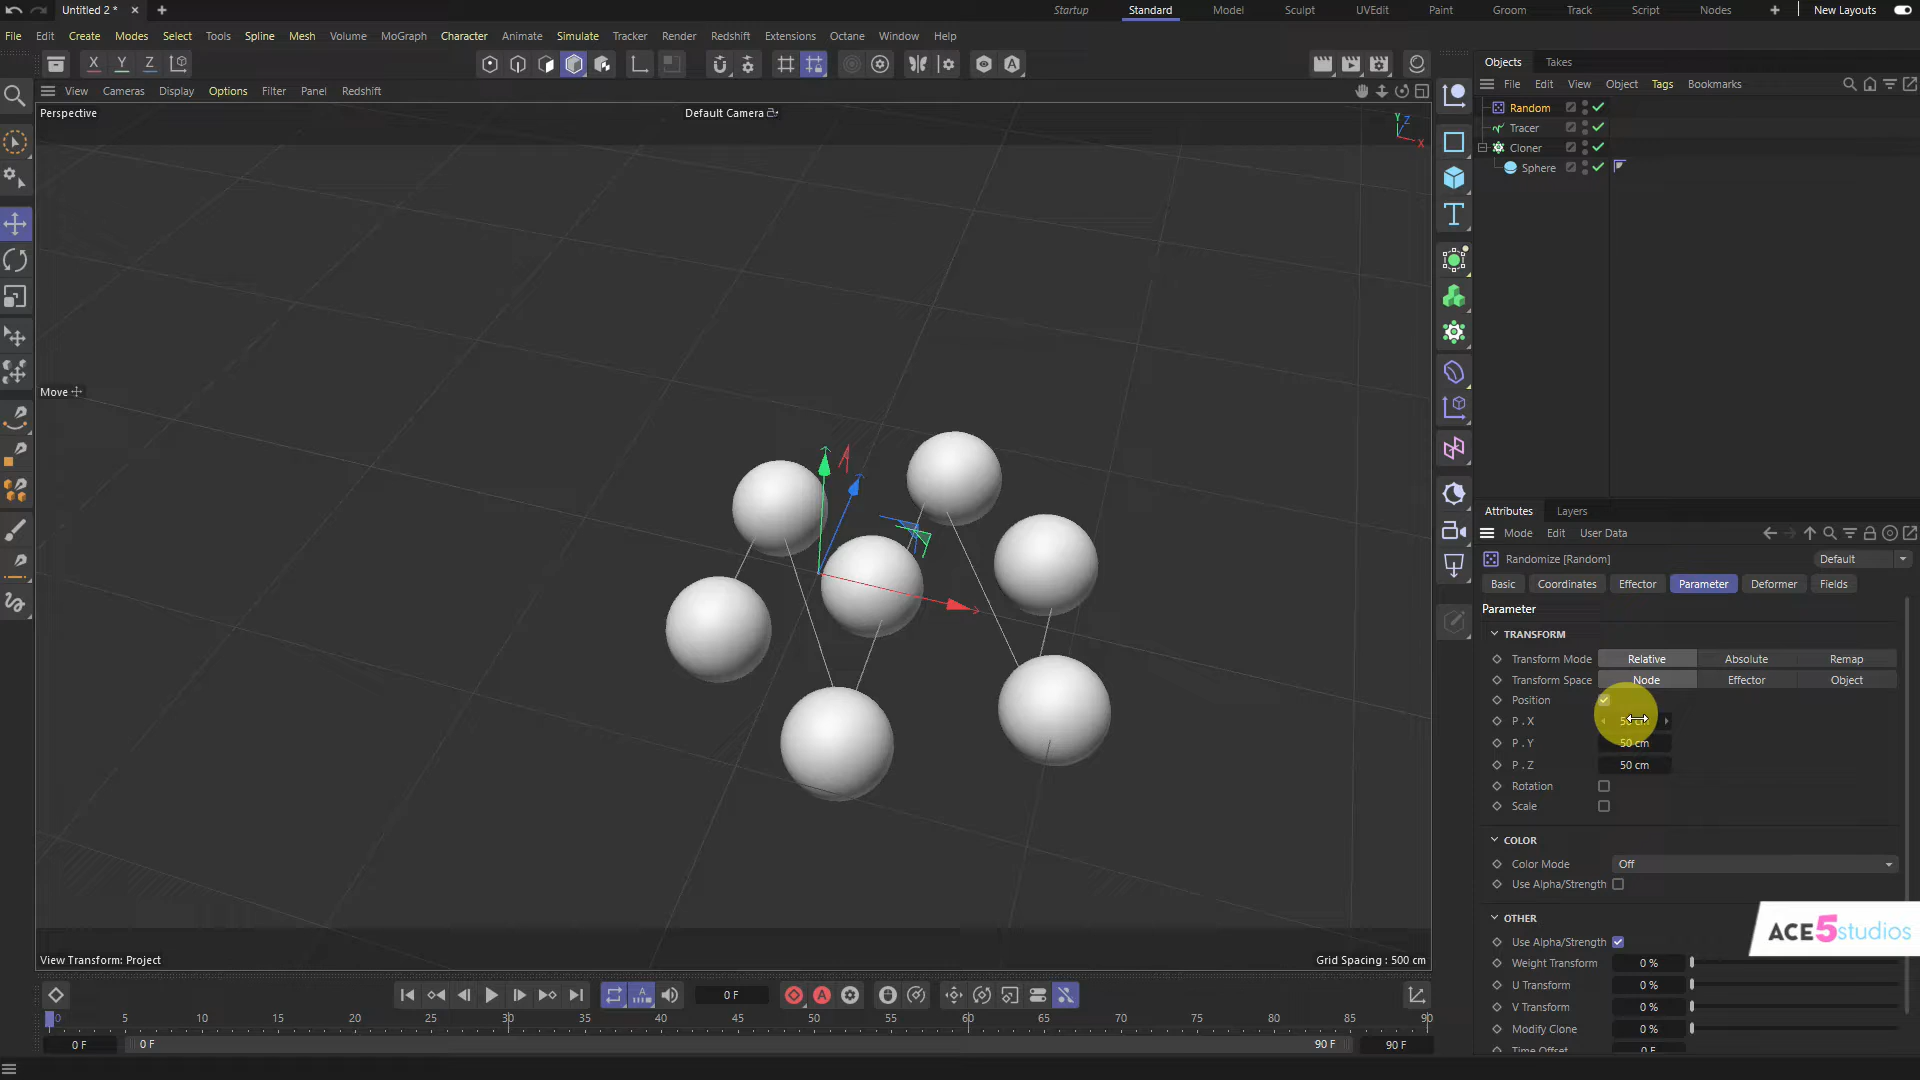 Untitled 2 *
Startup Standard Model Sculpt UVEdit Paint Groom Track Script Nodes New Layouts
File Edit Create Modes Select Tools Spline Mesh Volume MoGraph Character Animate Simulate Tracker Render Redshift Extensions Octane Window Help
X Y Z
View Cameras Display Options Filter Panel Redshift
Perspective
Default Camera
Y Z X
Move
View Transform: Project
Grid Spacing : 500 cm
Objects Takes
File Edit View Object Tags Bookmarks
Random
Tracer
Cloner
Sphere
Attributes Layers
Mode Edit User Data
Randomize [Random] Default
Basic Coordinates Effector Parameter Deformer Fields
Parameter
TRANSFORM
Transform Mode Relative Absolute Remap
Transform Space Node Effector Object
Position
P . X
P . Y 50 cm
P . Z 50 cm
Rotation
Scale
COLOR
Color Mode Off
Use Alpha/Strength
OTHER
Use Alpha/Strength
Weight Transform 0 %
U Transform 0 %
V Transform 0 %
Modify Clone 0 %
Time Offset 0 F
ACE5studios
0 F
0 5 10 15 20 25 30 35 40 45 50 55 60 65 70 75 80 85 90
0 F 0 F 90 F 90 F